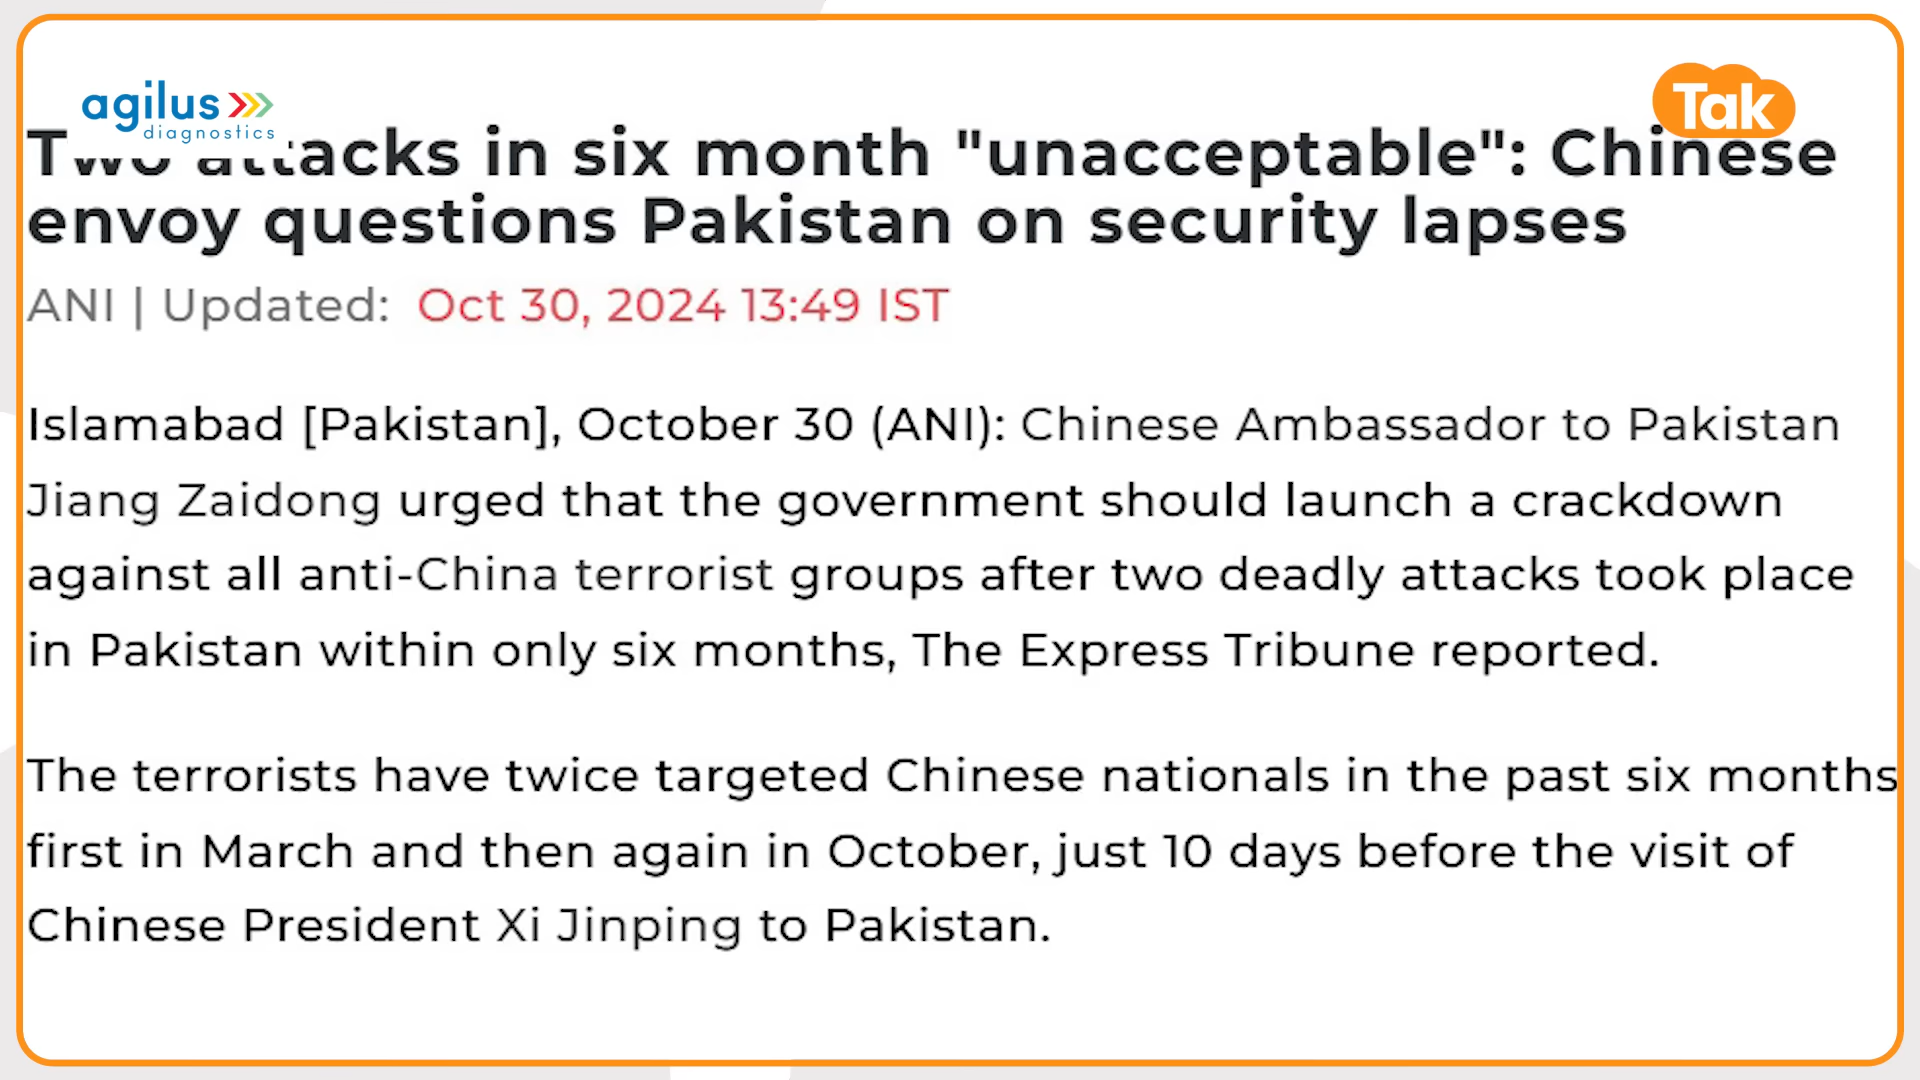 agilus
diagnostics
Tak
Two attacks in six month "unacceptable": Chinese
envoy questions Pakistan on security lapses
ANI | Updated: Oct 30, 2024 13:49 IST
Islamabad [Pakistan], October 30 (ANI): Chinese Ambassador to Pakistan
Jiang Zaidong urged that the government should launch a crackdown
against all anti-China terrorist groups after two deadly attacks took place
in Pakistan within only six months, The Express Tribune reported.
The terrorists have twice targeted Chinese nationals in the past six months
first in March and then again in October, just 10 days before the visit of
Chinese President Xi Jinping to Pakistan.